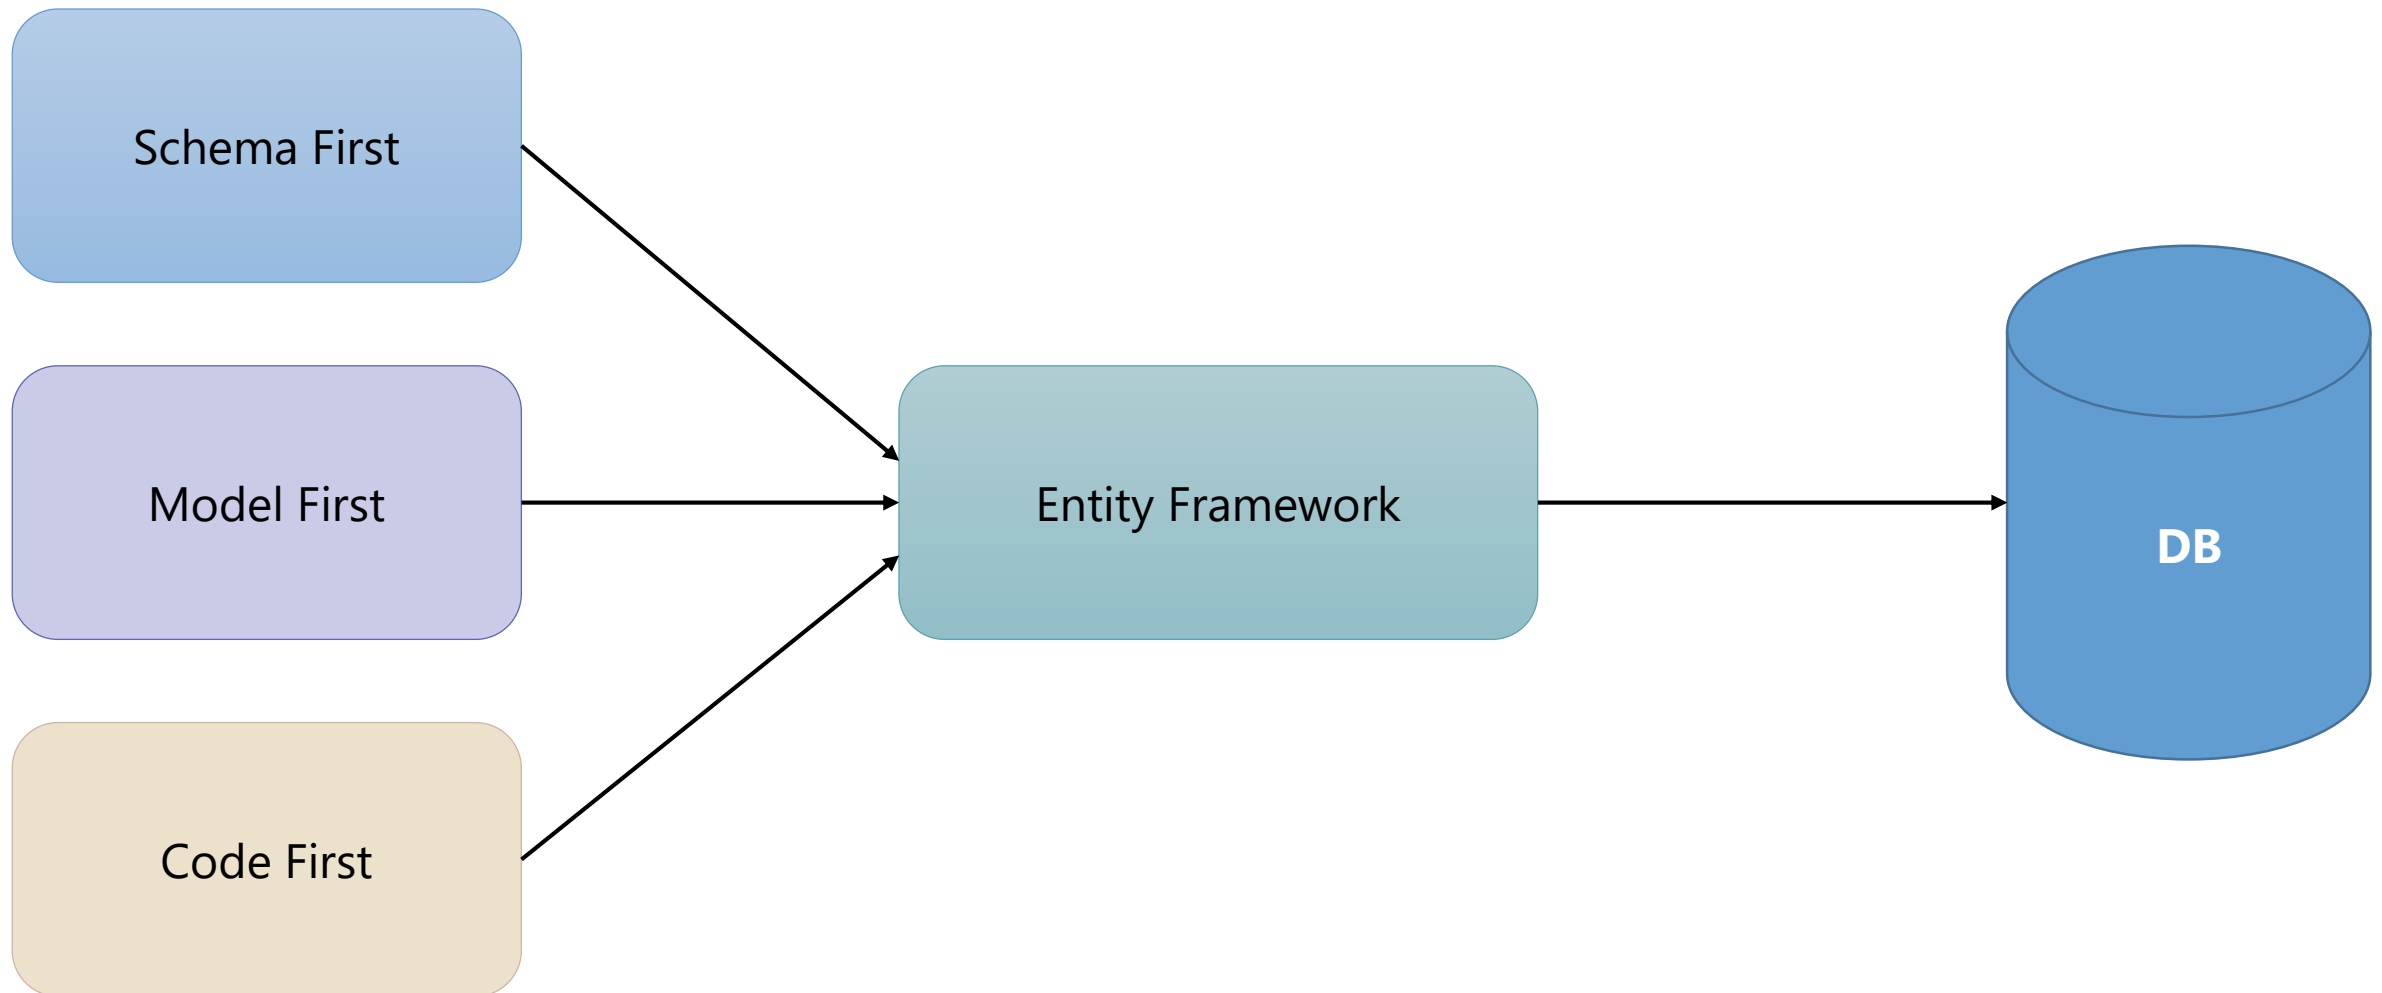 Schema First
Model First
Entity Framework
DB
Code First